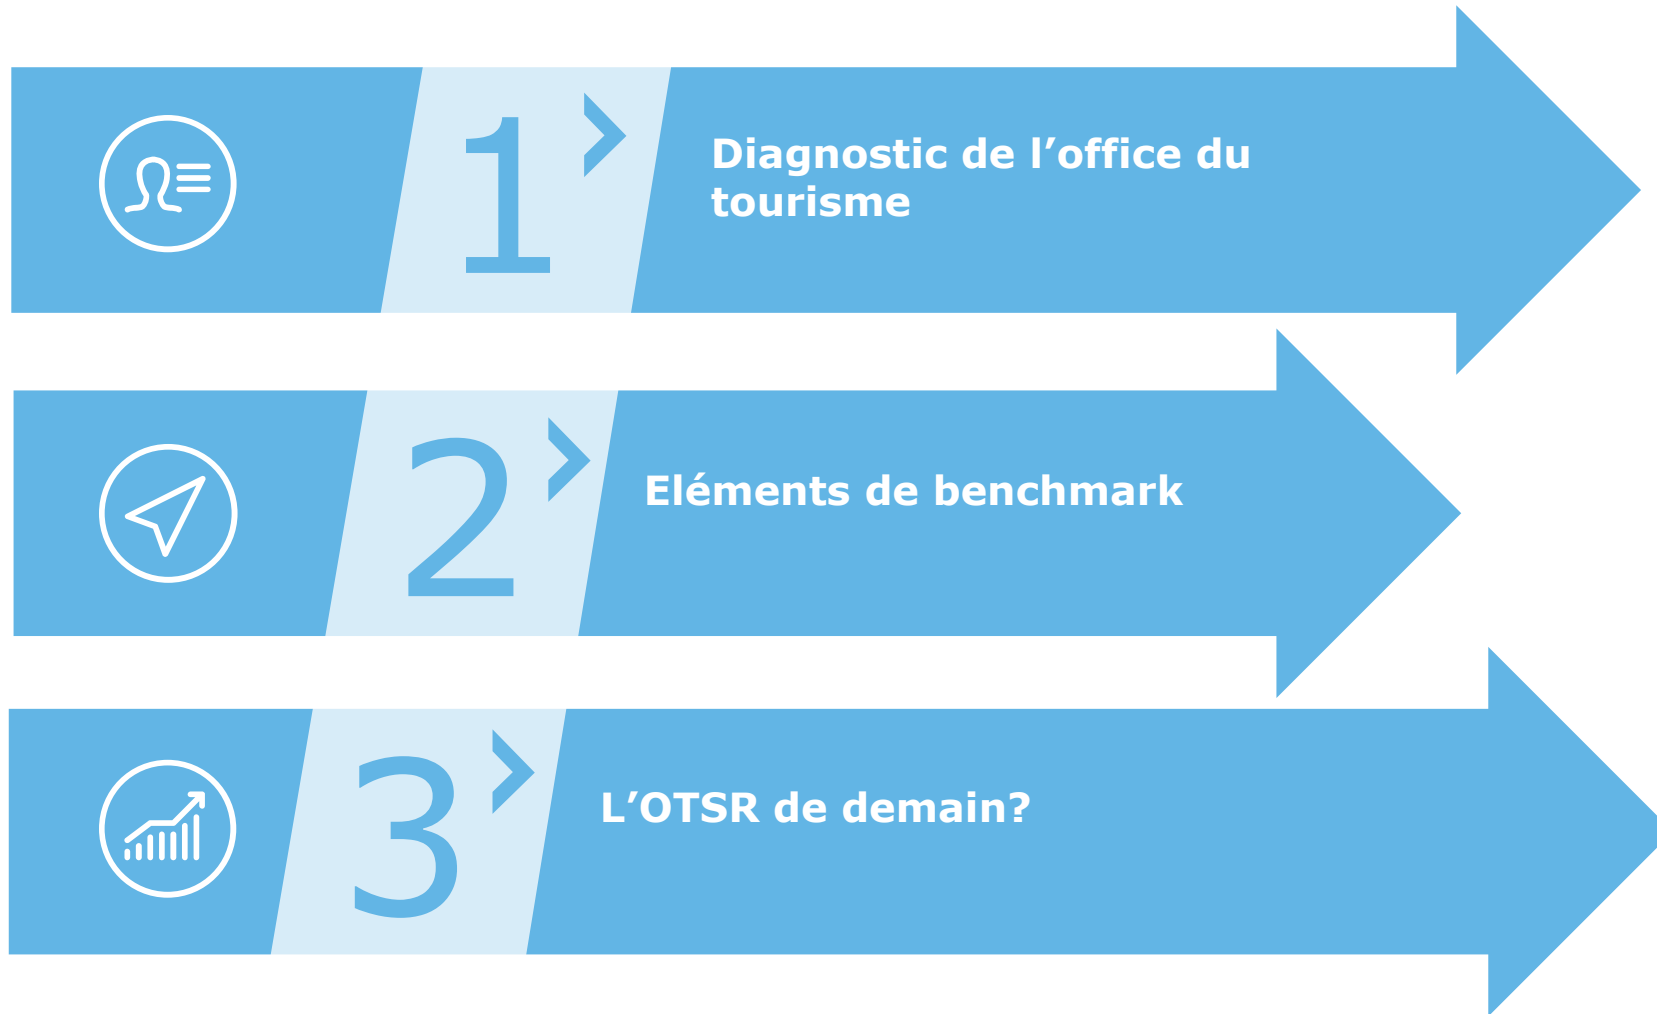 1
Diagnostic de l’office du
tourisme
2
Eléments de benchmark
3
L’OTSR de demain?